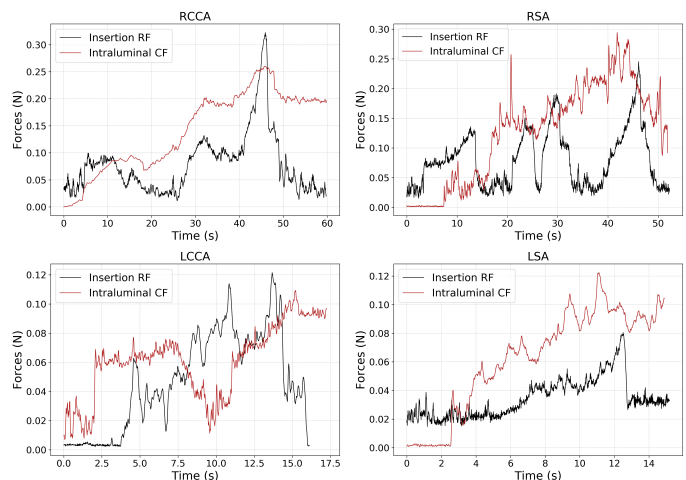 RCCA
Forces (N)
0.30
0.25
0.20
0.15
0.10
0.05
0.00
Insertion RF
Intraluminal CF
0 10 20 30 40 50 60
Time (s)
RSA
Forces (N)
0.30
0.25
0.20
0.15
0.10
0.05
0.00
Insertion RF
Intraluminal CF
0 10 20 30 40 50
Time (s)
LCCA
Forces (N)
0.12
0.10
0.08
0.06
0.04
0.02
0.00
Insertion RF
Intraluminal CF
0.0 2.5 5.0 7.5 10.0 12.5 15.0 17.5
Time (s)
LSA
Forces (N)
0.12
0.10
0.08
0.06
0.04
0.02
0.00
Insertion RF
Intraluminal CF
0 2 4 6 8 10 12 14
Time (s)